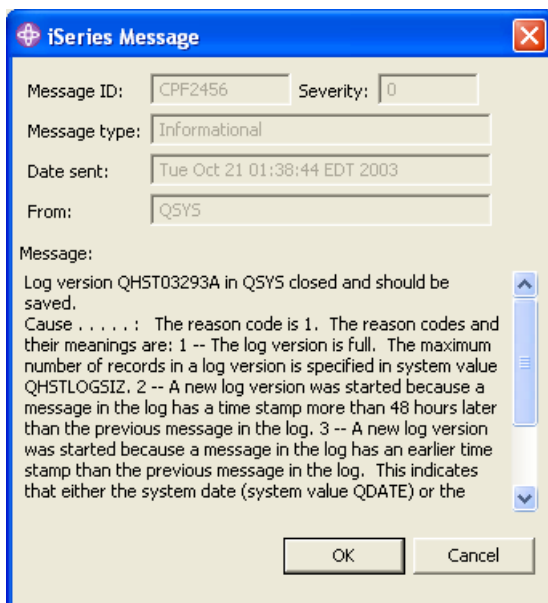 iSeries Message
Message ID: CPF2456 Severity: 0
Message type: Informational
Date sent: Tue Oct 21 01:38:44 EDT 2003
From: QSYS
Message:
Log version QHST03293A in QSYS closed and should be
saved.
Cause . . . . . : The reason code is 1. The reason codes and
their meanings are: 1 -- The log version is full. The maximum
number of records in a log version is specified in system value
QHSTLOGSIZ. 2 -- A new log version was started because a
message in the log has a time stamp more than 48 hours later
than the previous message in the log. 3 -- A new log version
was started because a message in the log has an earlier time
stamp than the previous message in the log. This indicates
that either the system date (system value QDATE) or the
OK Cancel